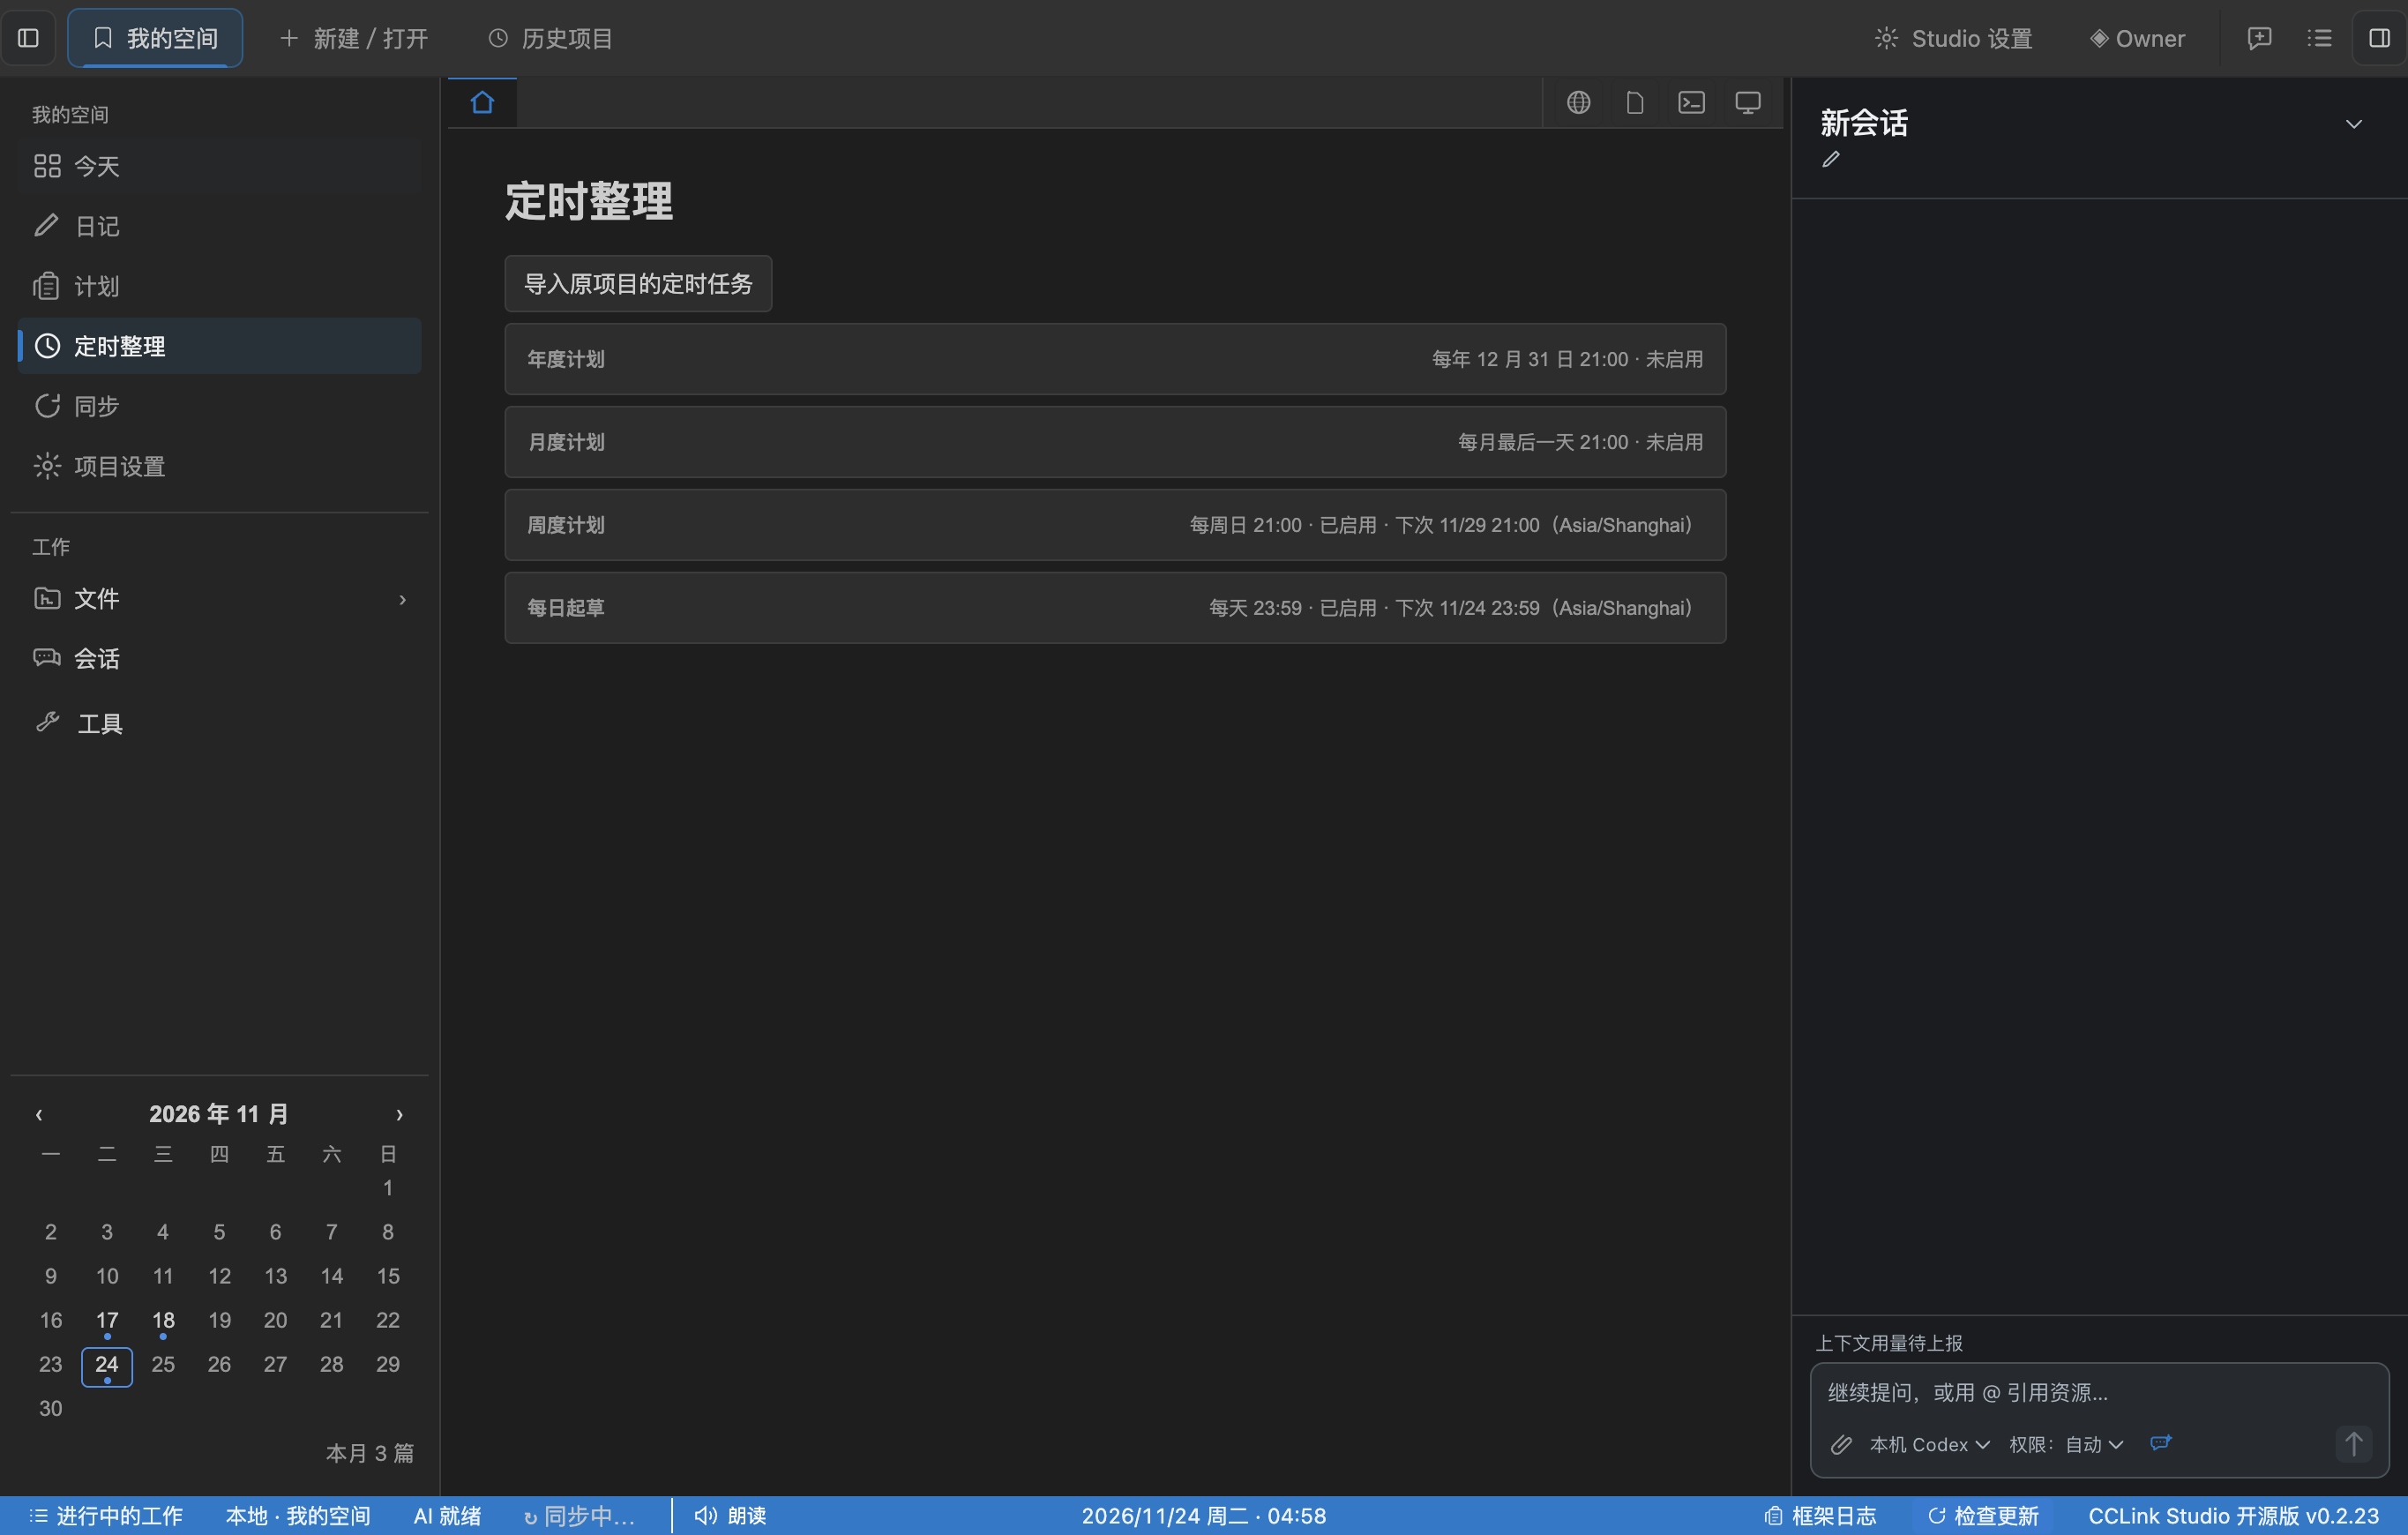 我的空间
新建 / 打开
历史项目
Studio 设置
Owner
我的空间
今天
日记
计划
定时整理
同步
项目设置
工作
文件
会话
工具
2026 年 11 月
一 二 三 四 五 六 日
1
2 3 4 5 6 7 8
9 10 11 12 13 14 15
16 17 18 19 20 21 22
23 24 25 26 27 28 29
30
本月 3 篇
定时整理
导入原项目的定时任务
年度计划 每年 12 月 31 日 21:00 · 未启用
月度计划 每月最后一天 21:00 · 未启用
周度计划 每周日 21:00 · 已启用 · 下次 11/29 21:00（Asia/Shanghai）
每日起草 每天 23:59 · 已启用 · 下次 11/24 23:59（Asia/Shanghai）
新会话
上下文用量待上报
继续提问，或用 @ 引用资源...
本机 Codex 权限：自动
进行中的工作 本地 · 我的空间 AI 就绪 同步中... 朗读 2026/11/24 周二 · 04:58 框架日志 检查更新 CCLink Studio 开源版 v0.2.23